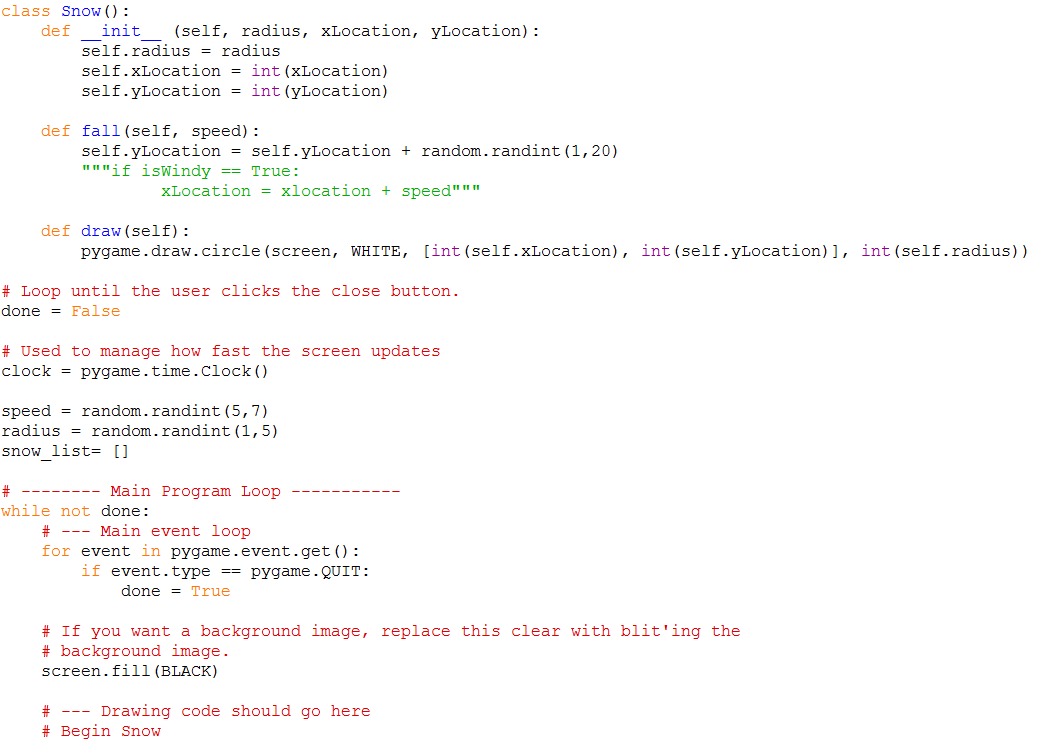 class Snow():
    def __init__ (self, radius, xLocation, yLocation):
        self.radius = radius
        self.xLocation = int(xLocation)
        self.yLocation = int(yLocation)

    def fall(self, speed):
        self.yLocation = self.yLocation + random.randint(1,20)
        """if isWindy == True:
                xLocation = xlocation + speed"""

    def draw(self):
        pygame.draw.circle(screen, WHITE, [int(self.xLocation), int(self.yLocation)], int(self.radius))

# Loop until the user clicks the close button.
done = False

# Used to manage how fast the screen updates
clock = pygame.time.Clock()

speed = random.randint(5,7)
radius = random.randint(1,5)
snow_list= []

# -------- Main Program Loop -----------
while not done:
    # --- Main event loop
    for event in pygame.event.get():
        if event.type == pygame.QUIT:
            done = True

    # If you want a background image, replace this clear with blit'ing the
    # background image.
    screen.fill(BLACK)

    # --- Drawing code should go here
    # Begin Snow